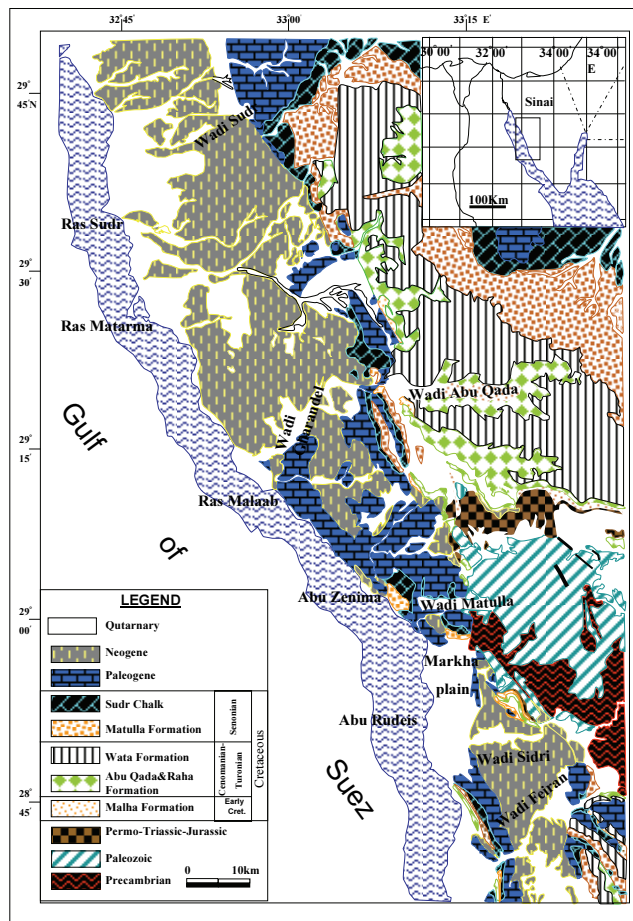 32°45'
33°00'
33°15' E
29°
45'N
29°
30'
29°
15'
29°
00'
28°
45'
30°00'
32°00'
34°00'
34°00'
E
Sinai
100Km
Wadi Sudr
Ras Sudr
Ras Matarma
Wadi Abu Qada
Wadi
Gharandel
Ras Malaab
Gulf
of
Suez
Abu Zenima
Wadi Matulla
Markha
plain
Abu Rudeis
Wadi Sidri
Wadi Feiran
LEGEND
Qutarnary
Neogene
Paleogene
Sudr Chalk
Matulla Formation
Wata Formation
Abu Qada&Raha
Formation
Malha Formation
Permo-Triassic-Jurassic
Paleozoic
Precambrian
Senonian
Cenomanian-
Turonian
Early
Cret.
Cretaceous
0 10km